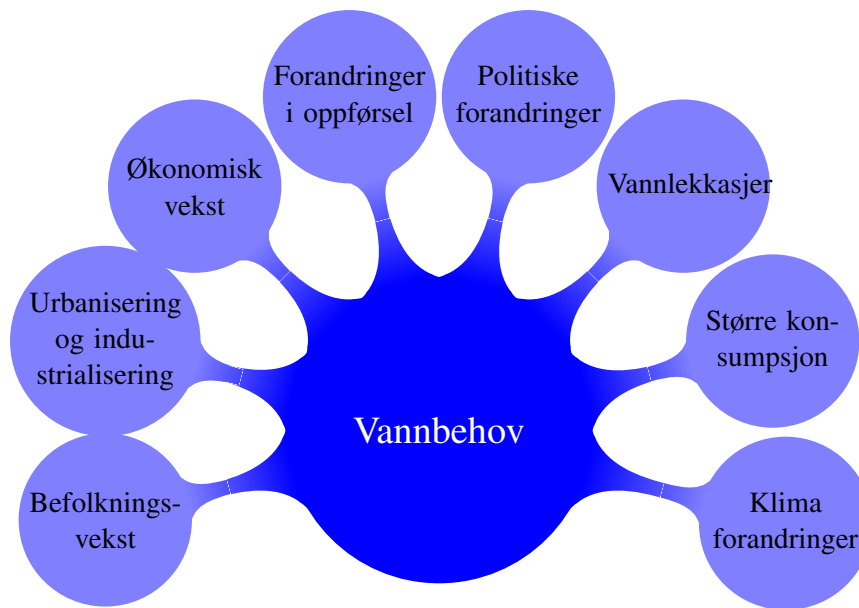 Forandringer
i oppførsel
Politiske
forandringer
Økonomisk
vekst
Vannlekkasjer
Urbanisering
og indu-
strialisering
Større kon-
sumpsjon
Vannbehov
Befolknings-
vekst
Klima
forandringer